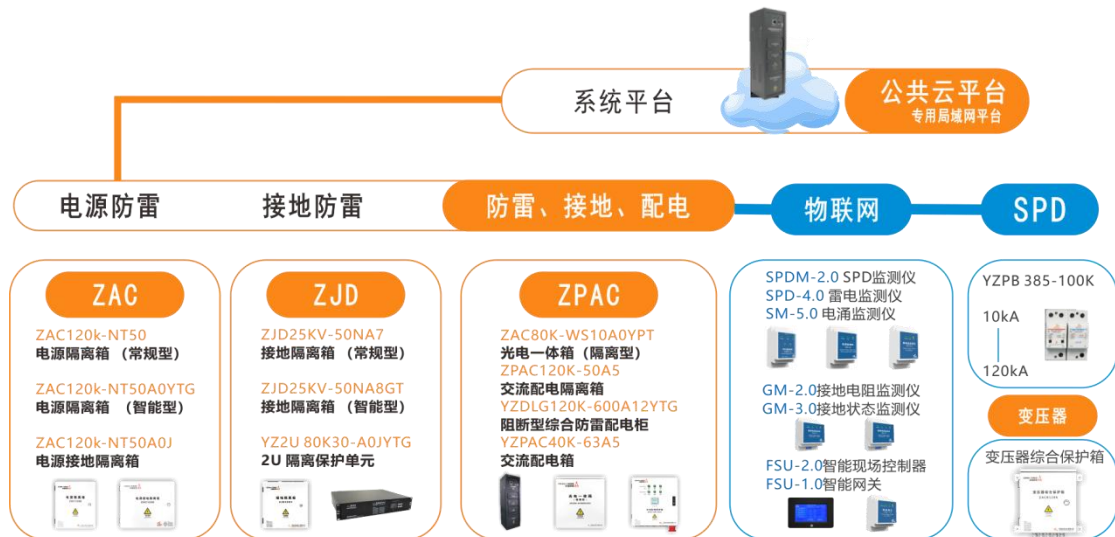 系统平台
公共云平台
专用局域网平台
电源防雷
接地防雷
防雷、接地、配电
物联网
SPD
ZAC
ZAC120k-NT50
电源隔离箱 （常规型）
ZAC120k-NT50A0YTG
电源隔离箱 （智能型）
ZAC120k-NT50A0J
电源接地隔离箱
ZJD
ZJD25KV-50NA7
接地隔离箱 （常规型）
ZJD25KV-50NA8GT
接地隔离箱 （智能型）
YZ2U 80K30-A0JYTG
2U 隔离保护单元
ZPAC
ZAC80K-WS10A0YPT
光电一体箱（隔离型）
ZPAC120K-50A5
交流配电隔离箱
YZDLG120K-600A12YTG
阻断型综合防雷配电柜
YZPAC40K-63A5
交流配电箱
光电一体箱
SPDM-2.0 SPD监测仪
SPD-4.0 雷电监测仪
SM-5.0 电涌监测仪
GM-2.0接地电阻监测仪
GM-3.0接地状态监测仪
FSU-2.0智能现场控制器
FSU-1.0智能网关
YZPB 385-100K
10kA
120kA
变压器
变压器综合保护箱